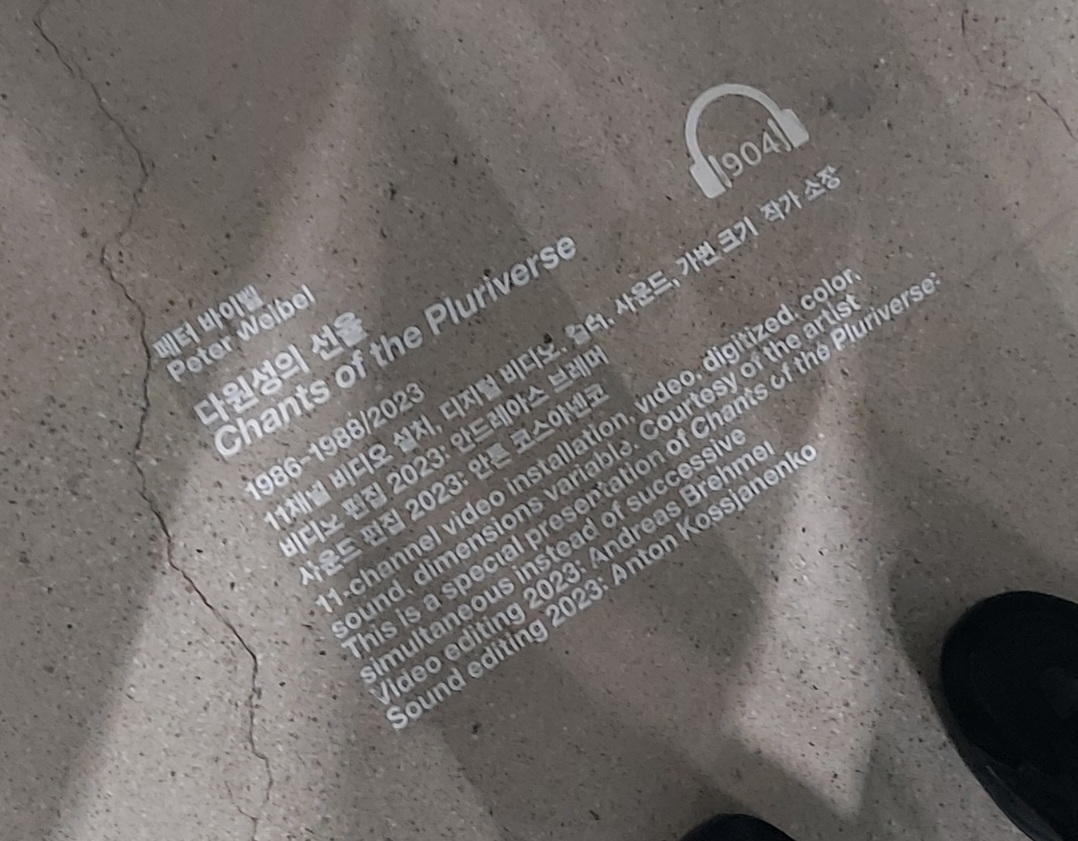 904
페터 바이벨
Peter Weibel
다원성의 선율
Chants of the Pluriverse
1986–1988/2023
11채널 비디오 설치, 디지털 비디오, 컬러, 사운드, 가변 크기 작가 소장
비디오 편집 2023: 안드레아스 브레머
사운드 편집 2023: 안톤 코스야넨코
11-channel video installation, video, digitized, color,
sound, dimensions variable. Courtesy of the artist
This is a special presentation of Chants of the Pluriverse:
simultaneous instead of successive
Video editing 2023: Andreas Brehmer
Sound editing 2023: Anton Kossjanenko